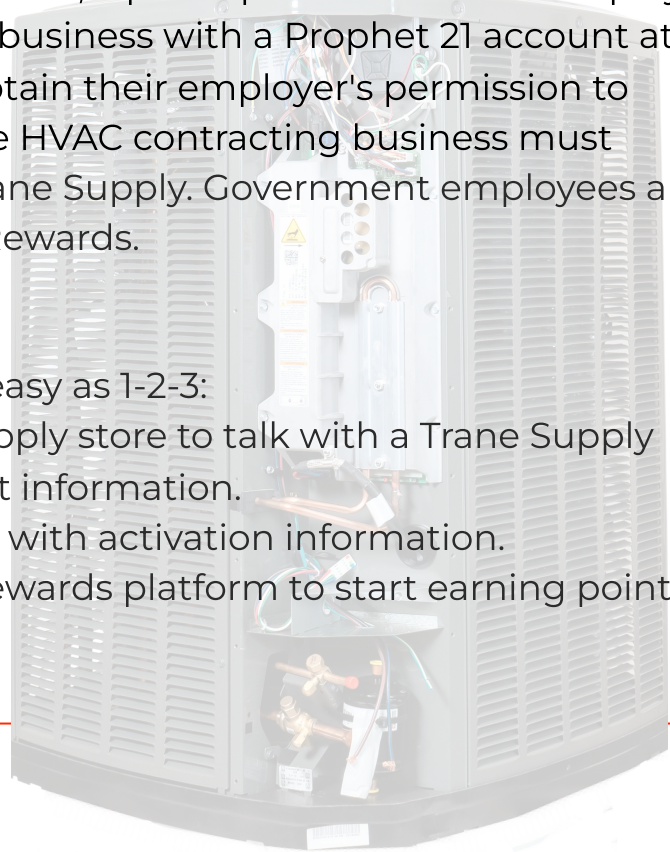 business with a Prophet 21 account at
tain their employer's permission to
HVAC contracting business must
ane Supply. Government employees a
ewards.
easy as 1-2-3:
pply store to talk with a Trane Supply
t information.
with activation information.
ewards platform to start earning point